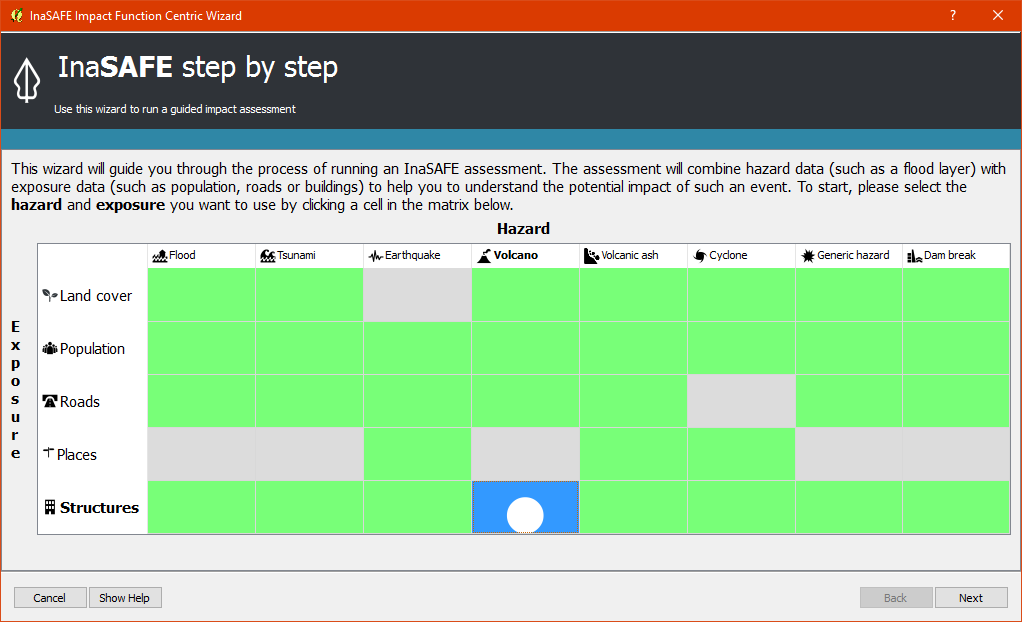 InaSAFE Impact Function Centric Wizard
?
InaSAFE step by step
Use this wizard to run a guided impact assessment
This wizard will guide you through the process of running an InaSAFE assessment. The assessment will combine hazard data (such as a flood layer) with
exposure data (such as population, roads or buildings) to help you to understand the potential impact of such an event. To start, please select the
hazard and exposure you want to use by clicking a cell in the matrix below.
Hazard
Flood Tsunami Earthquake Volcano Volcanic ash Cyclone Generic hazard Dam break
Exposure
Land cover
Population
Roads
Places
Structures
Cancel Show Help Back Next